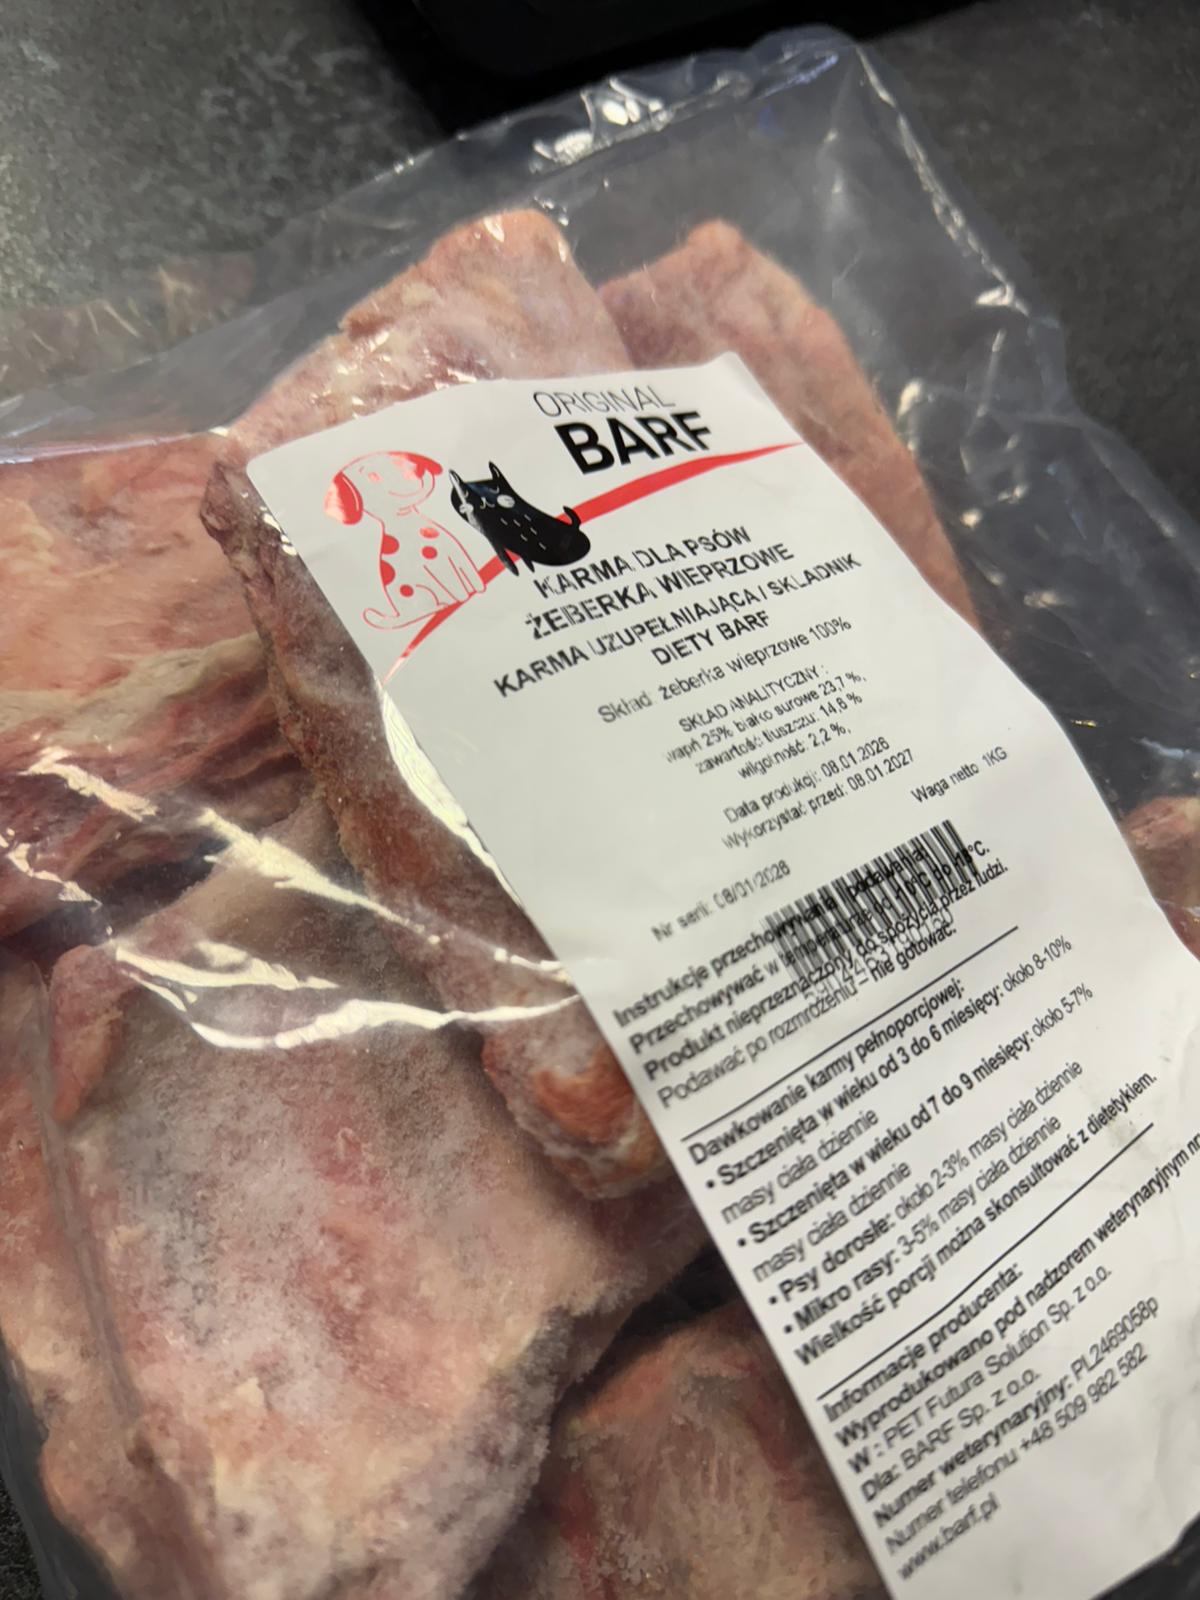 ORIGINAL
BARF
KARMA DLA PSÓW
ŻEBERKA WIEPRZOWE
KARMA UZUPEŁNIAJĄCA / SKŁADNIK
DIETY BARF
Skład: żeberka wieprzowe 100%
SKŁAD ANALITYCZNY :
wapń 25% białko surowe 23,7 %,
zawartość tłuszczu: 14,8 %
wilgotność: 2,2 %,
Data produkcji: 08.01.2026
Wykorzystać przed: 08.01.2027
Waga netto 1KG
Nr serii: 08/01/2026
Instrukcje przechowywania podawania:
Przechowywać w temperaturze od -10°C do -18°C.
Produkt nieprzeznaczony do spożycia przez ludzi.
Podawać po rozmrożeniu – nie gotować.
Dawkowanie karmy pełnoporcjowej:
• Szczenięta w wieku od 3 do 6 miesięcy: około 8-10%
masy ciała dziennie
• Szczenięta w wieku od 7 do 9 miesięcy: około 5-7%
masy ciała dziennie
• Psy dorosłe: około 2-3% masy ciała dziennie
• Mikro rasy: 3-5% masy ciała dziennie
Wielkość porcji można skonsultować z dietetykiem.
Informacje producenta:
Wyprodukowano pod nadzorem weterynaryjnym nr
W : PET Futura Solution Sp. z o.o.
Dla: BARF Sp. z o.o.
Numer weterynaryjny: PL2469058p
Numer telefonu +48 509 982 582
www.barf.pl